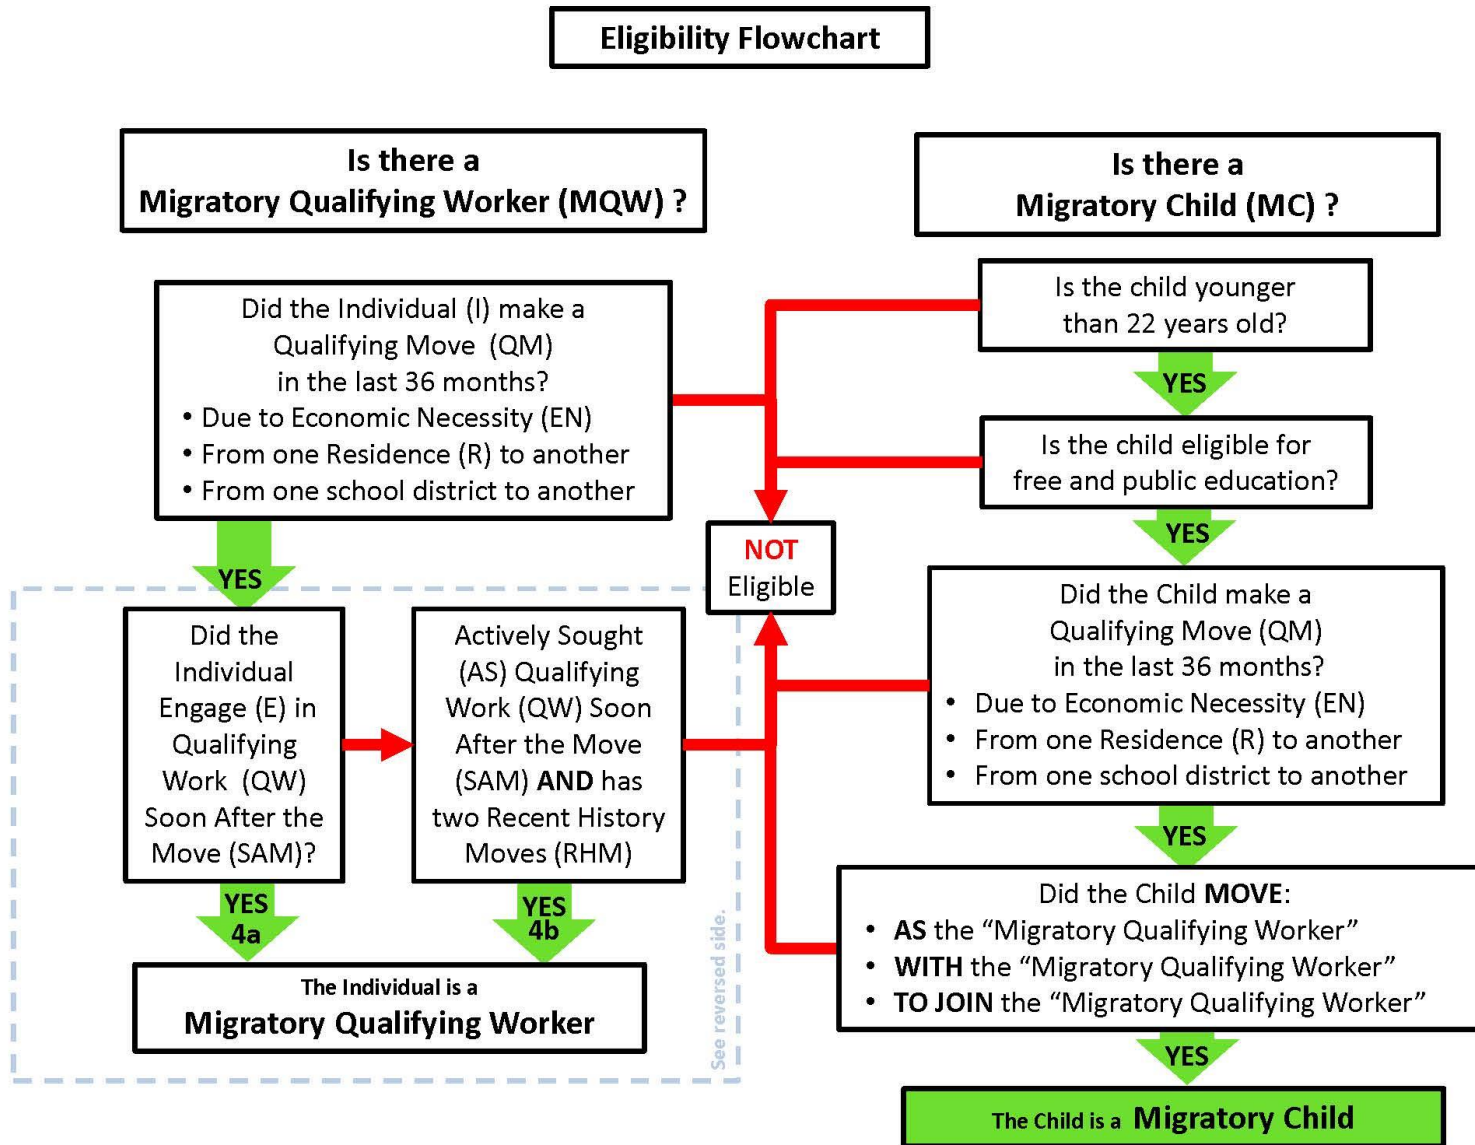 Eligibility Flowchart
Is there a
Migratory Qualifying Worker (MQW) ?
Did the Individual (I) make a
Qualifying Move (QM)
in the last 36 months?
• Due to Economic Necessity (EN)
• From one Residence (R) to another
• From one school district to another
YES
Did the
Individual
Engage (E) in
Qualifying
Work (QW)
Soon After the
Move (SAM)?
YES
4a
Actively Sought
(AS) Qualifying
Work (QW) Soon
After the Move
(SAM) AND has
two Recent History
Moves (RHM)
YES
4b
The Individual is a
Migratory Qualifying Worker
See reversed side.
NOT
Eligible
Is there a
Migratory Child (MC) ?
Is the child younger
than 22 years old?
YES
Is the child eligible for
free and public education?
YES
Did the Child make a
Qualifying Move (QM)
in the last 36 months?
• Due to Economic Necessity (EN)
• From one Residence (R) to another
• From one school district to another
YES
Did the Child MOVE:
• AS the “Migratory Qualifying Worker”
• WITH the “Migratory Qualifying Worker”
• TO JOIN the “Migratory Qualifying Worker”
YES
The Child is a Migratory Child